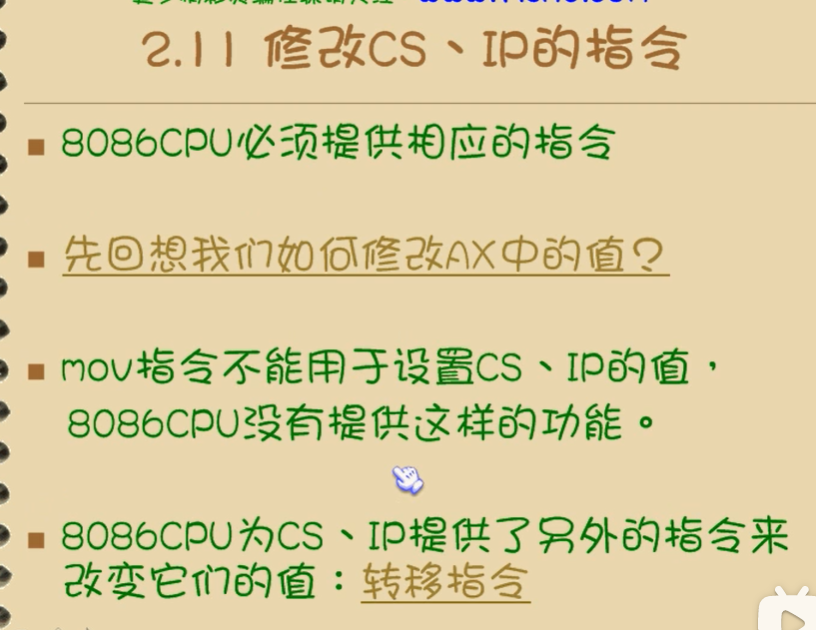 2.11 修改CS、IP的指令
8086CPU必须提供相应的指令
先回想我们如何修改AX中的值？
mov指令不能用于设置CS、IP的值，
8086CPU没有提供这样的功能。
8086CPU为CS、IP提供了另外的指令来
改变它们的值：转移指令